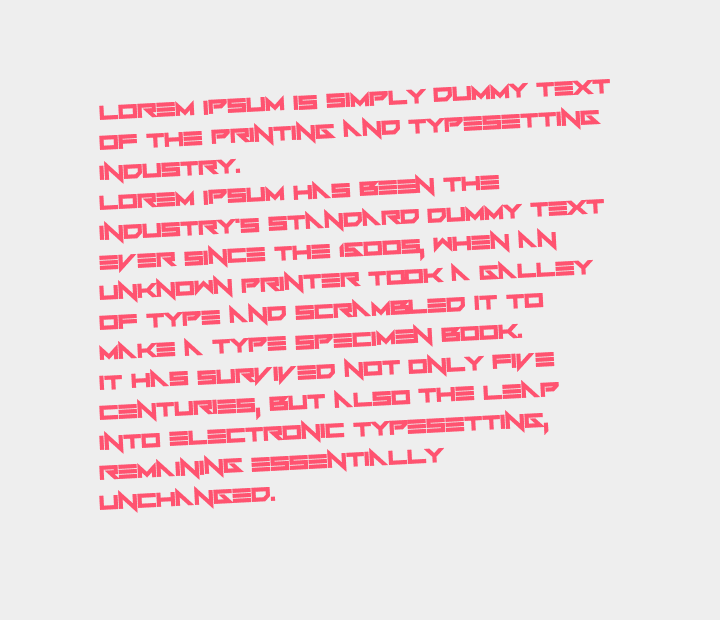 LOREM IPSUM IS SIMPLY DUMMY TEXT
OF THE PRINTING AND TYPESETTING
INDUSTRY.
LOREM IPSUM HAS BEEN THE
INDUSTRY'S STANDARD DUMMY TEXT
EVER SINCE THE 1500S, WHEN AN
UNKNOWN PRINTER TOOK A GALLEY
OF TYPE AND SCRAMBLED IT TO
MAKE A TYPE SPECIMEN BOOK.
IT HAS SURVIVED NOT ONLY FIVE
CENTURIES, BUT ALSO THE LEAP
INTO ELECTRONIC TYPESETTING,
REMAINING ESSENTIALLY
UNCHANGED.